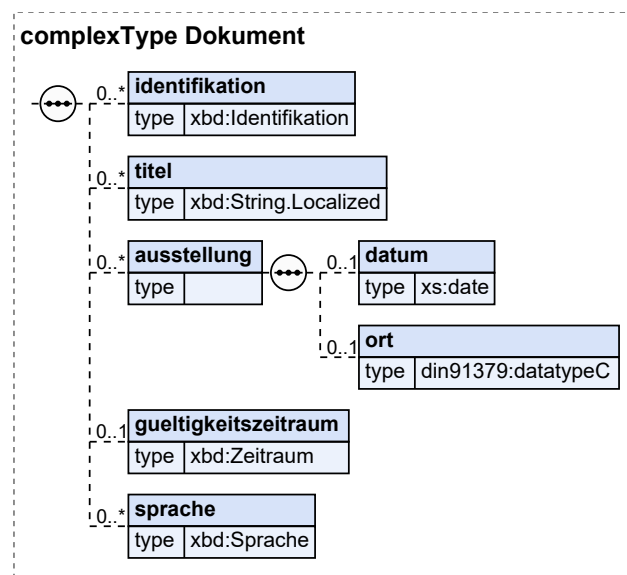 complexType Dokument
0..* identifikation
type xbd:Identifikation
0..* titel
type xbd:String.Localized
0..* ausstellung
type
0..1 datum
type xs:date
0..1 ort
type din91379:datatypeC
0..1 gueltigkeitszeitraum
type xbd:Zeitraum
0..* sprache
type xbd:Sprache